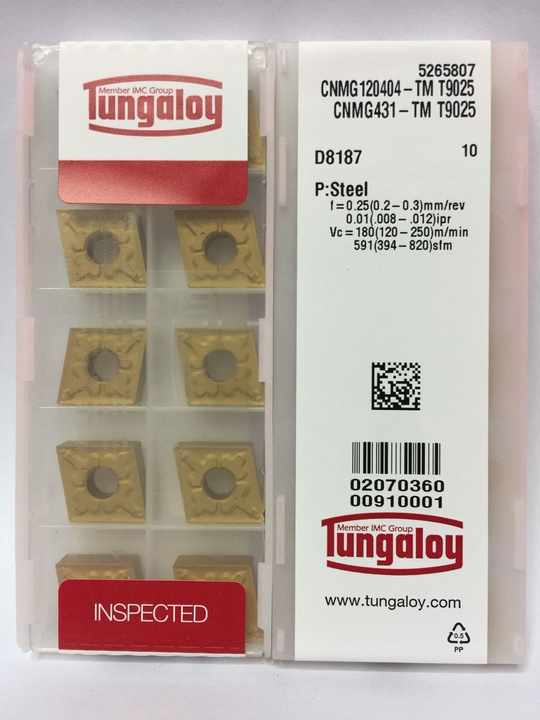 Member IMC Group
Tungaloy
INSPECTED
5265807
CNMG120404-TM T9025
CNMG431-TM T9025
D8187 10
P:Steel
f=0.25(0.2-0.3)mm/rev
0.01(.008-.012)ipr
Vc=180(120-250)m/min
591(394-820)sfm
02070360
00910001
Member IMC Group
Tungaloy
www.tungaloy.com
0.5
PP